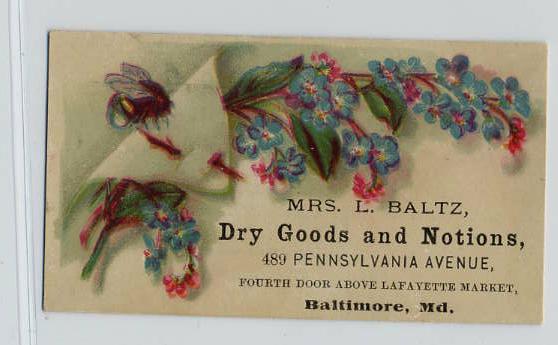 MRS. L. BALTZ,
Dry Goods and Notions,
489 PENNSYLVANIA AVENUE,
FOURTH DOOR ABOVE LAFAYETTE MARKET,
Baltimore, Md.